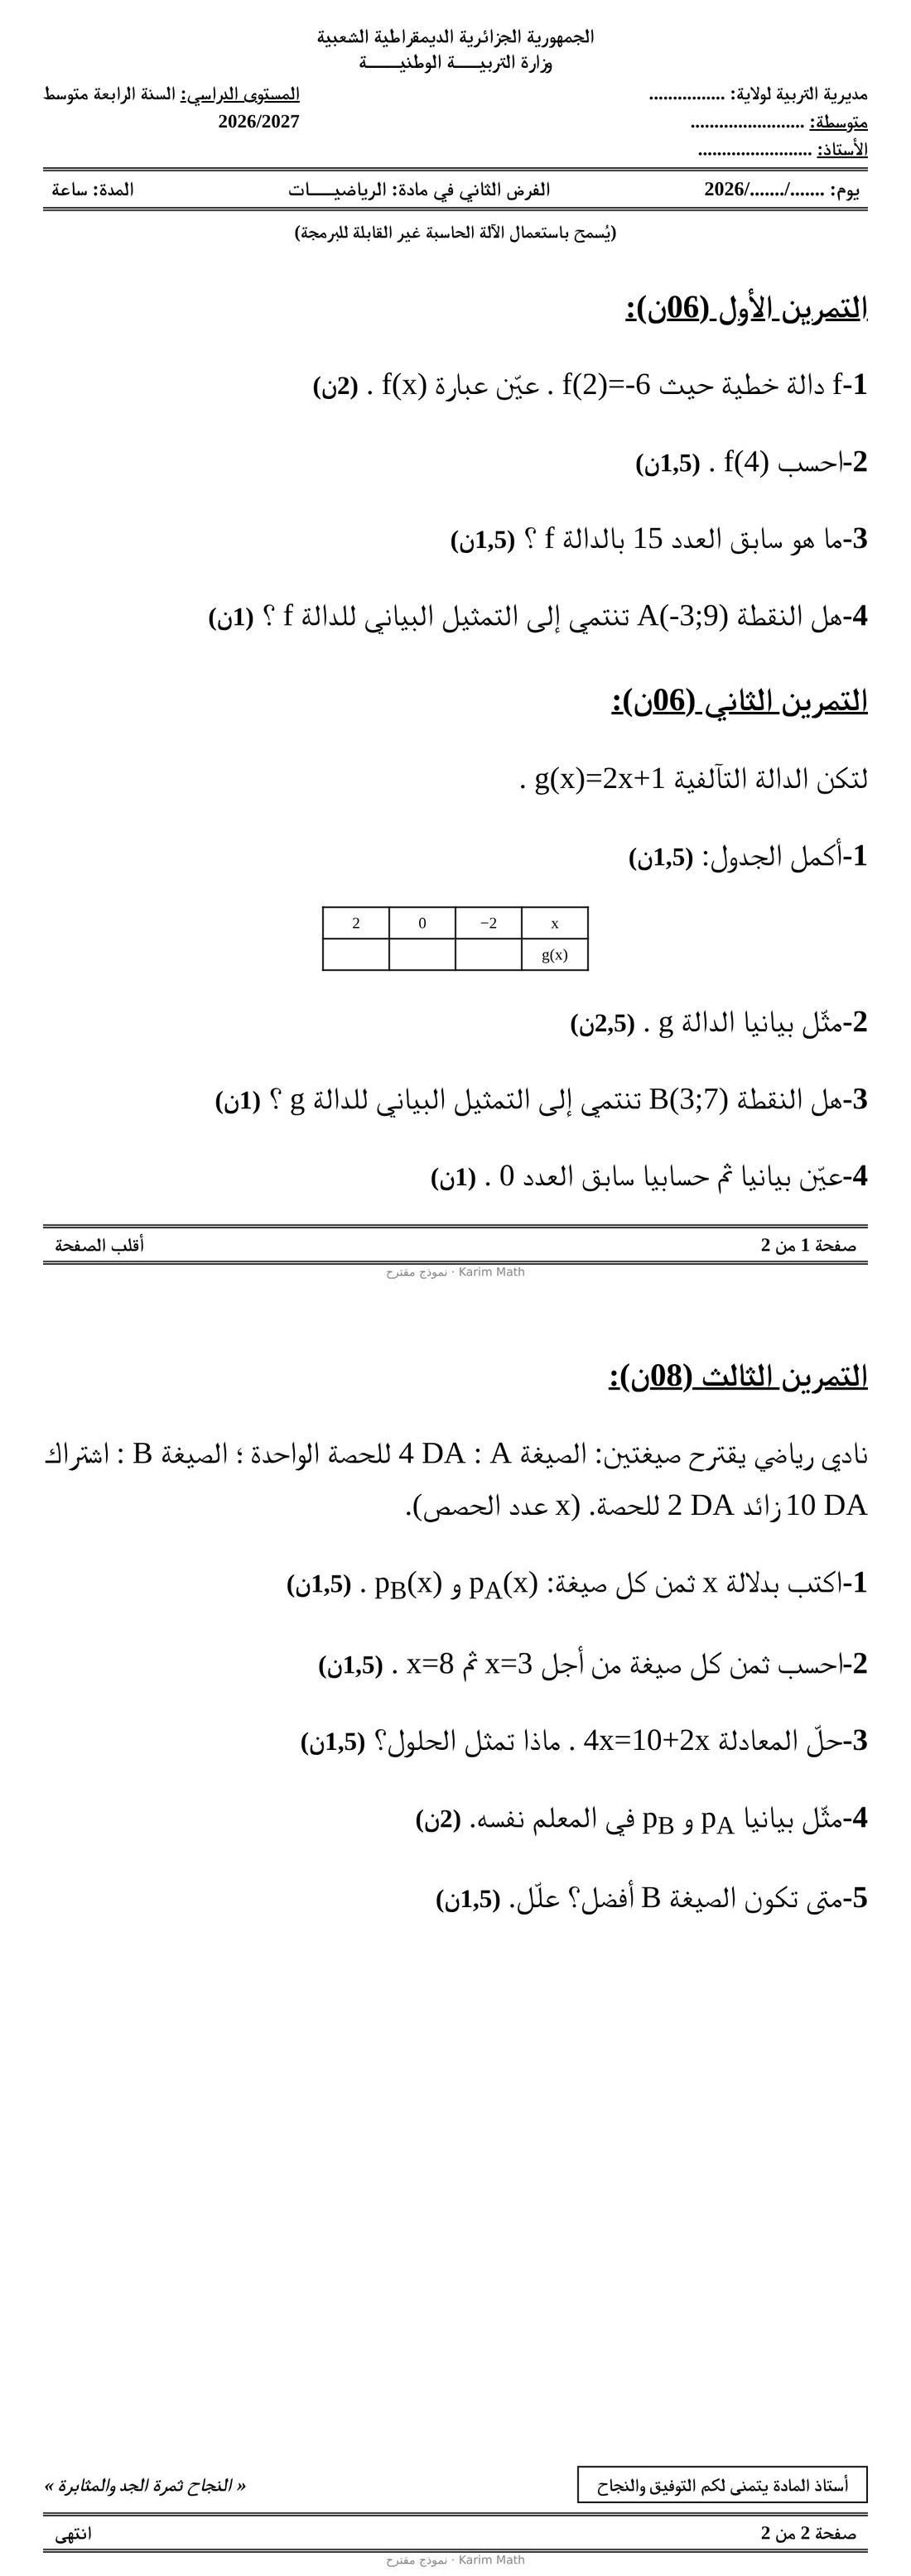 الجمهورية الجزائرية الديمقراطية الشعبية
وزارة التربيـــــة الوطنيـــــــة
مديرية التربية لولاية: ................
المستوى الدراسي: السنة الرابعة متوسط
متوسطة: ........................
2026/2027
الأستاذ: ........................
يوم: ......./......./2026
الفرض الثاني في مادة: الرياضيـــــات
المدة: ساعة
(يُسمح باستعمال الآلة الحاسبة غير القابلة للبرمجة)
التمرين الأول (06ن):
1-f دالة خطية حيث f(2)=-6 . عيّن عبارة f(x) . (2ن)
2-احسب f(4) . (1,5ن)
3-ما هو سابق العدد 15 بالدالة f ؟ (1,5ن)
4-هل النقطة A(-3;9) تنتمي إلى التمثيل البياني للدالة f ؟ (1ن)
التمرين الثاني (06ن):
لتكن الدالة التآلفية g(x)=2x+1 .
1-أكمل الجدول: (1,5ن)
x −2 0 2
g(x)
2-مثّل بيانيا الدالة g . (2,5ن)
3-هل النقطة B(3;7) تنتمي إلى التمثيل البياني للدالة g ؟ (1ن)
4-عيّن بيانيا ثم حسابيا سابق العدد 0 . (1ن)
صفحة 1 من 2
أقلب الصفحة
Karim Math · نموذج مقترح
التمرين الثالث (08ن):
نادي رياضي يقترح صيغتين: الصيغة A : 4 DA للحصة الواحدة ؛ الصيغة B : اشتراك
10 DA زائد 2 DA للحصة. (x عدد الحصص).
1-اكتب بدلالة x ثمن كل صيغة: pA(x) و pB(x) . (1,5ن)
2-احسب ثمن كل صيغة من أجل x=3 ثم x=8 . (1,5ن)
3-حلّ المعادلة 4x=10+2x . ماذا تمثل الحلول؟ (1,5ن)
4-مثّل بيانيا pA و pB في المعلم نفسه. (2ن)
5-متى تكون الصيغة B أفضل؟ علّل. (1,5ن)
أستاذ المادة يتمنى لكم التوفيق والنجاح
« النجاح ثمرة الجد والمثابرة »
صفحة 2 من 2
انتهى
Karim Math · نموذج مقترح